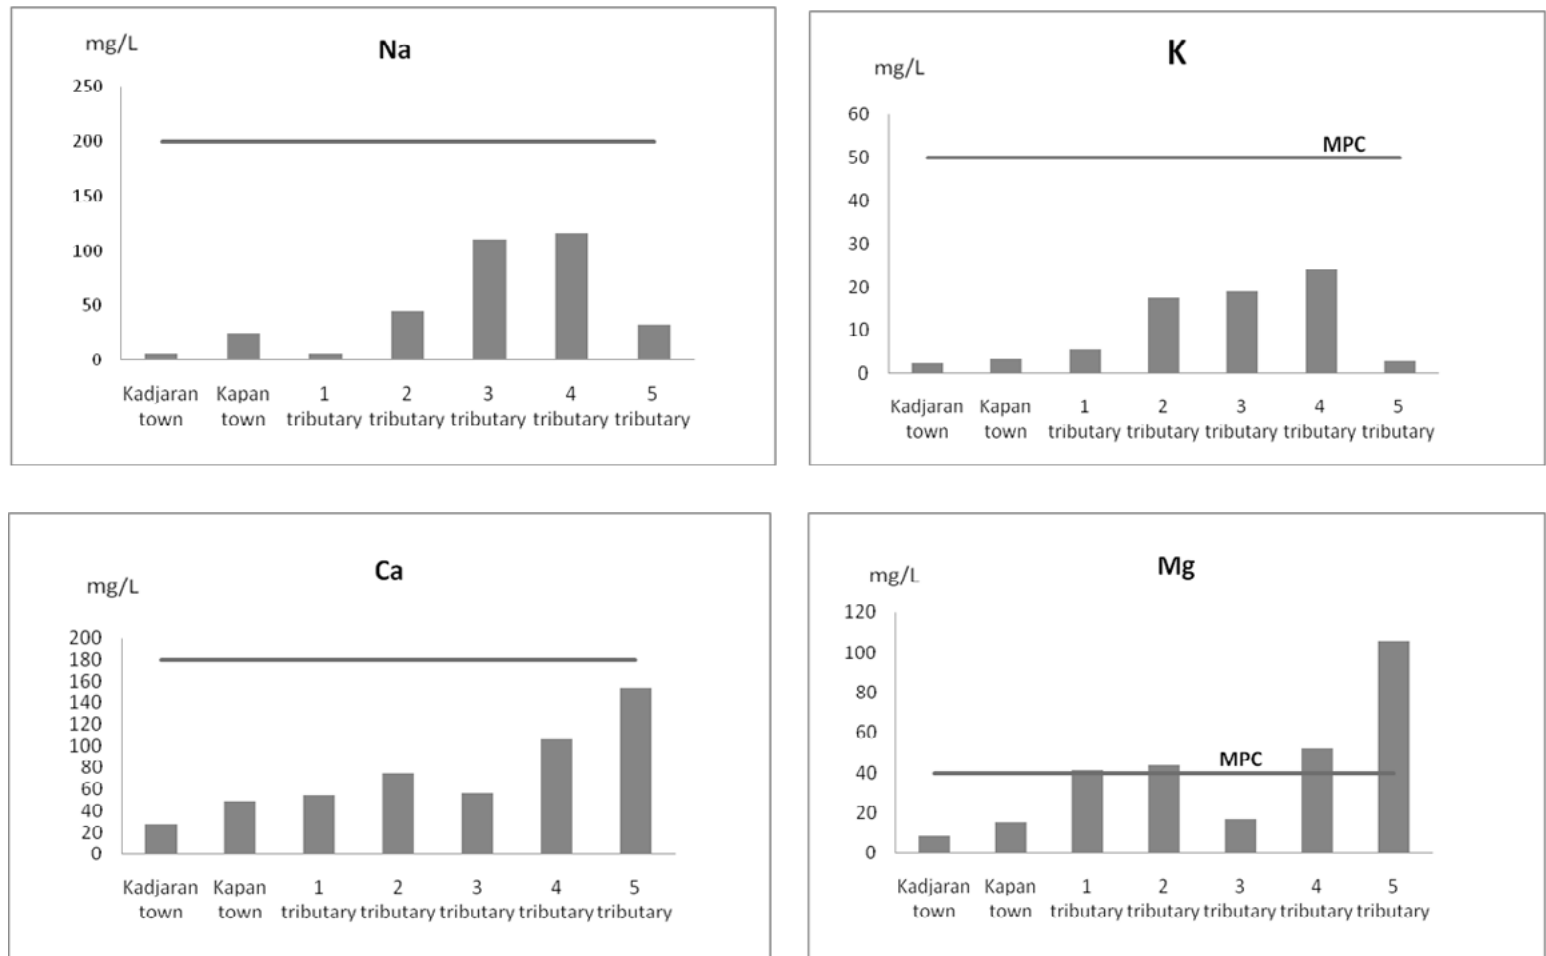 Na
mg/L
250
200
150
100
50
0
Kadjaran town
Kapan town
1 tributary
2 tributary
3 tributary
4 tributary
5 tributary
K
mg/L
60
50
40
30
20
10
0
MPC
Kadjaran town
Kapan town
1 tributary
2 tributary
3 tributary
4 tributary
5 tributary
Ca
mg/L
200
180
160
140
120
100
80
60
40
20
0
Kadjaran town
Kapan town
1 tributary
2 tributary
3 tributary
4 tributary
5 tributary
Mg
mg/L
120
100
80
60
40
20
0
MPC
Kadjaran town
Kapan town
1 tributary
2 tributary
3 tributary
4 tributary
5 tributary